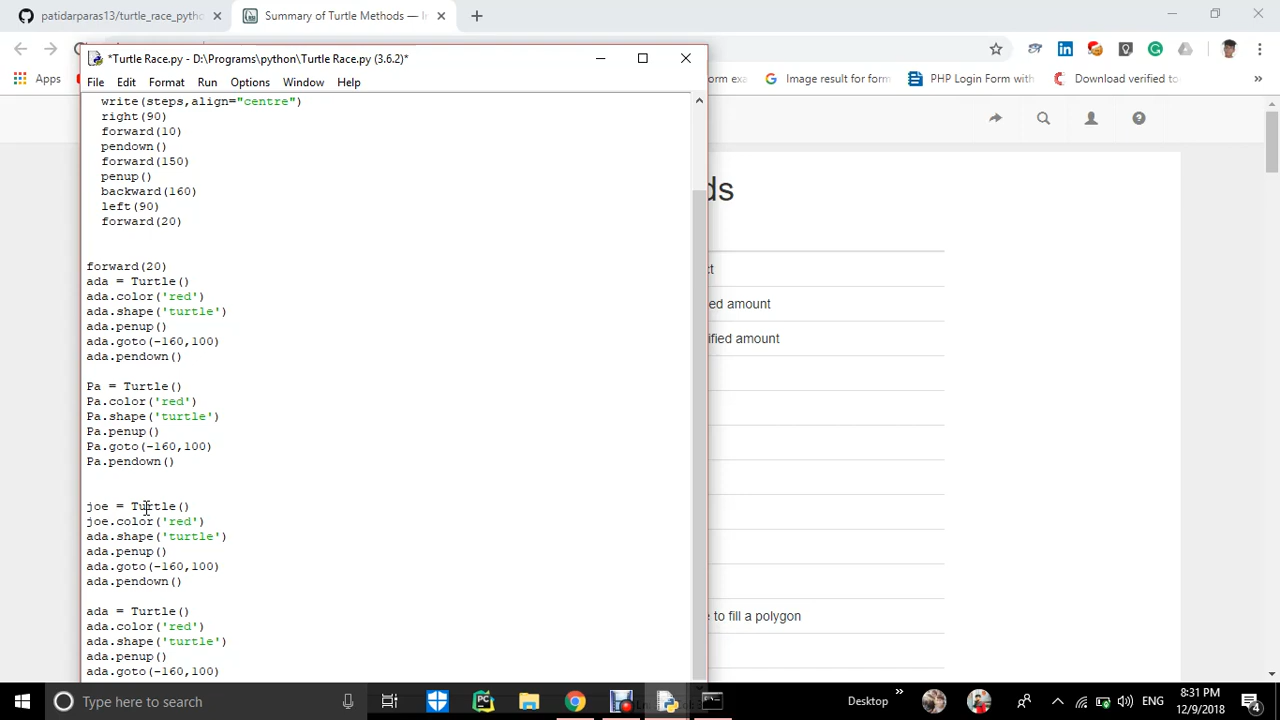 patidarparas13/turtle_race_pytho
Summary of Turtle Methods — I
*Turtle Race.py - D:\Programs\python\Turtle Race.py (3.6.2)*
File Edit Format Run Options Window Help
Apps
orm exa
Image result for form
PHP Login Form with
Download verified to
write(steps,align="centre")
right(90)
forward(10)
pendown()
forward(150)
penup()
backward(160)
left(90)
forward(20)
forward(20)
ada = Turtle()
ada.color('red')
ada.shape('turtle')
ada.penup()
ada.goto(-160,100)
ada.pendown()
Pa = Turtle()
Pa.color('red')
Pa.shape('turtle')
Pa.penup()
Pa.goto(-160,100)
Pa.pendown()
joe = Turtle()
joe.color('red')
ada.shape('turtle')
ada.penup()
ada.goto(-160,100)
ada.pendown()
ada = Turtle()
ada.color('red')
ada.shape('turtle')
ada.penup()
ada.goto(-160,100)
ds
ct
ed amount
ified amount
e to fill a polygon
Type here to search
Desktop
ENG
8:31 PM
12/9/2018
4